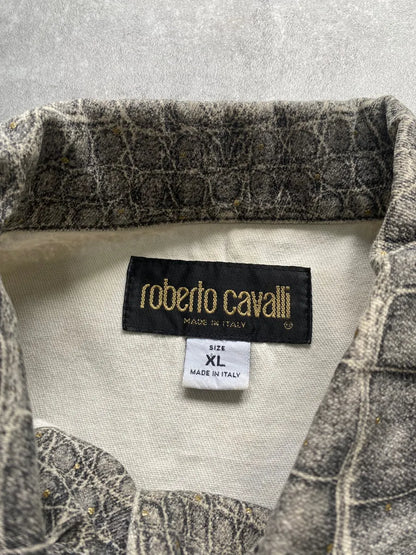 roberto cavalli
MADE IN ITALY
SIZE
XL
MADE IN ITALY